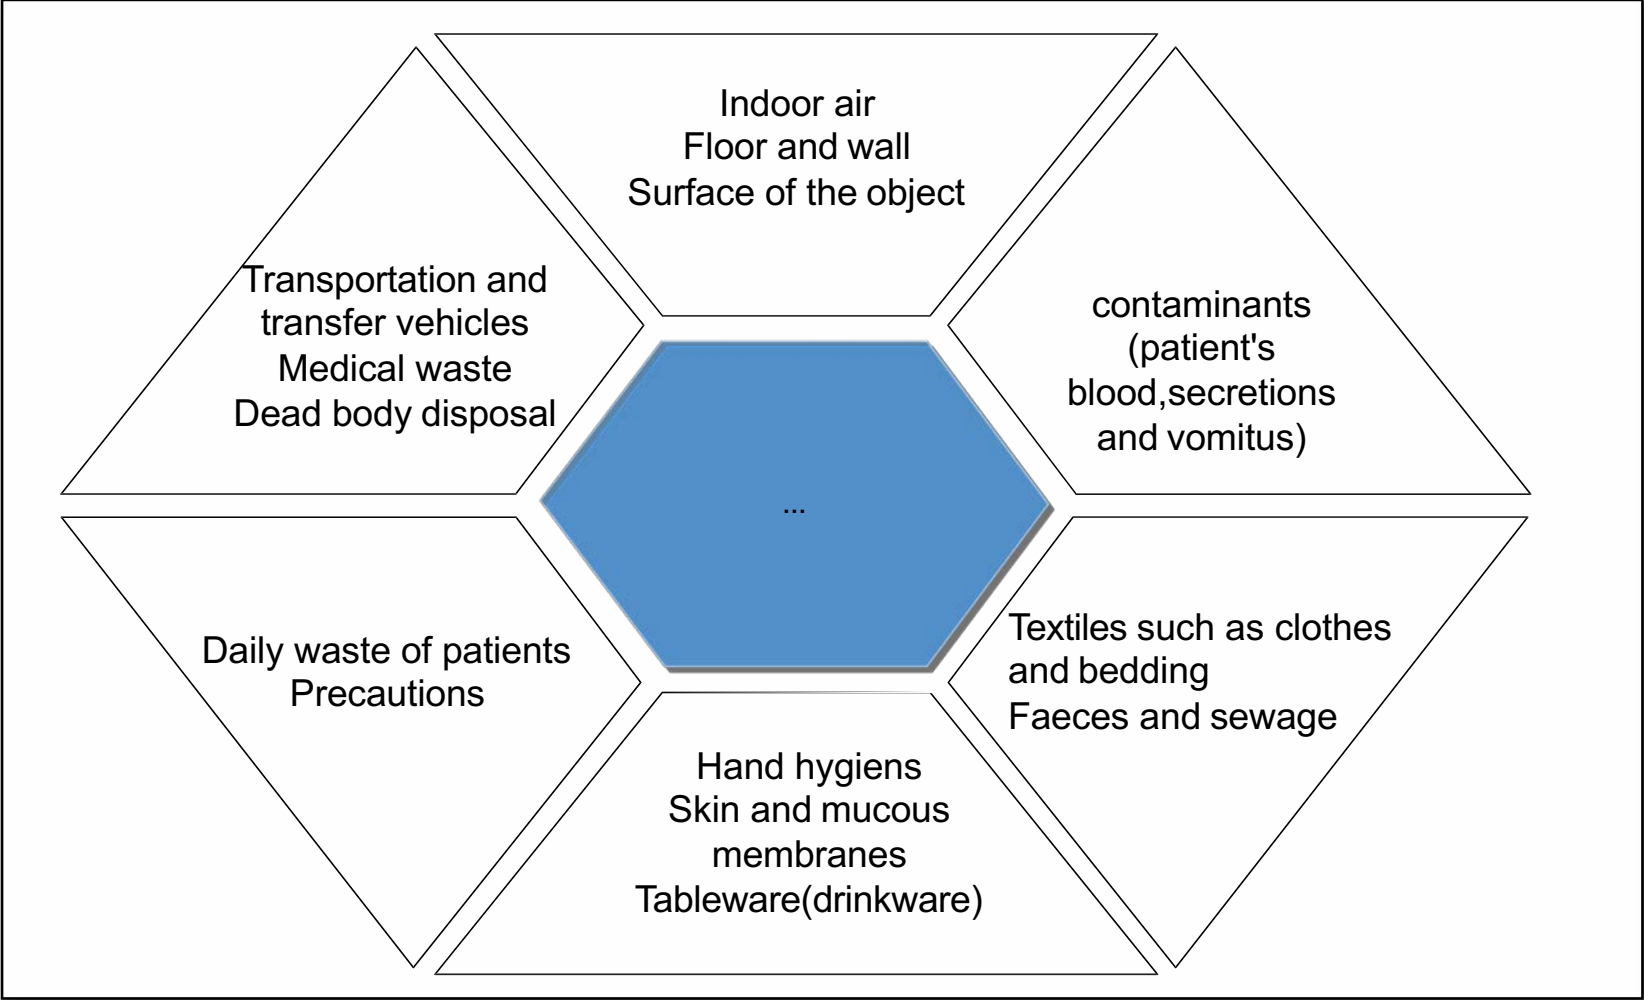 Indoor air
Floor and wall
Surface of the object
Transportation and
transfer vehicles
Medical waste
Dead body disposal
contaminants
(patient's
blood,secretions
and vomitus)
...
Daily waste of patients
Precautions
Textiles such as clothes
and bedding
Faeces and sewage
Hand hygiens
Skin and mucous
membranes
Tableware(drinkware)